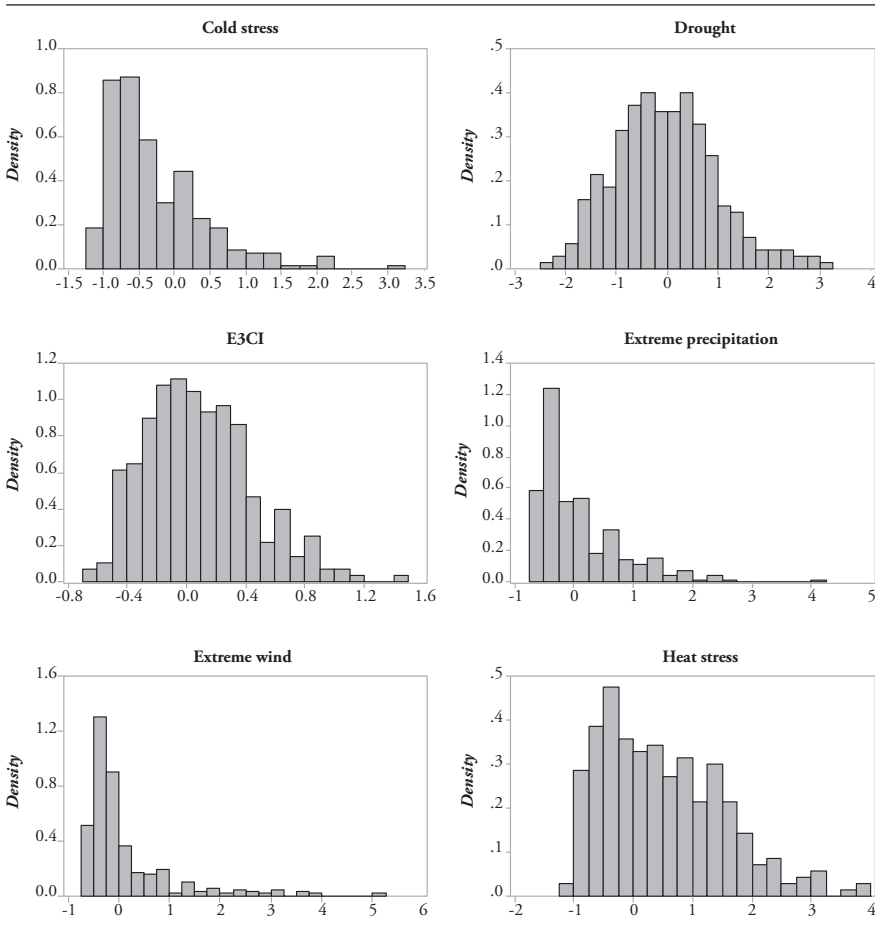 Cold stress
1.0
0.8
0.6
0.4
0.2
0.0
Density
-1.5 -1.0 -0.5 0.0 0.5 1.0 1.5 2.0 2.5 3.0 3.5
Drought
.5
.4
.3
.2
.1
.0
Density
-3 -2 -1 0 1 2 3 4
E3CI
1.2
1.0
0.8
0.6
0.4
0.2
0.0
Density
-0.8 -0.4 0.0 0.4 0.8 1.2 1.6
Extreme precipitation
1.4
1.2
1.0
0.8
0.6
0.4
0.2
0.0
Density
-1 0 1 2 3 4 5
Extreme wind
1.6
1.2
0.8
0.4
0.0
Density
-1 0 1 2 3 4 5 6
Heat stress
.5
.4
.3
.2
.1
.0
Density
-2 -1 0 1 2 3 4